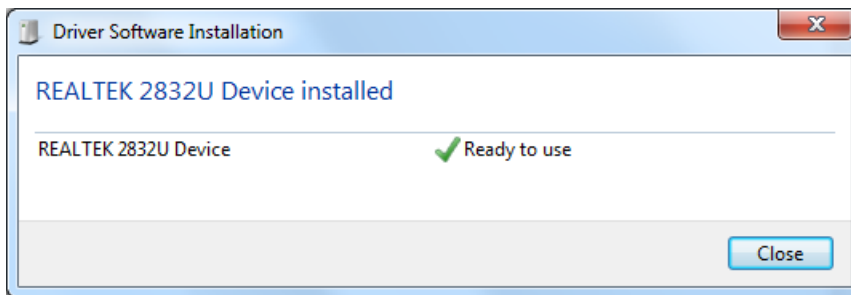 Driver Software Installation
REALTEK 2832U Device installed
REALTEK 2832U Device Ready to use
Close